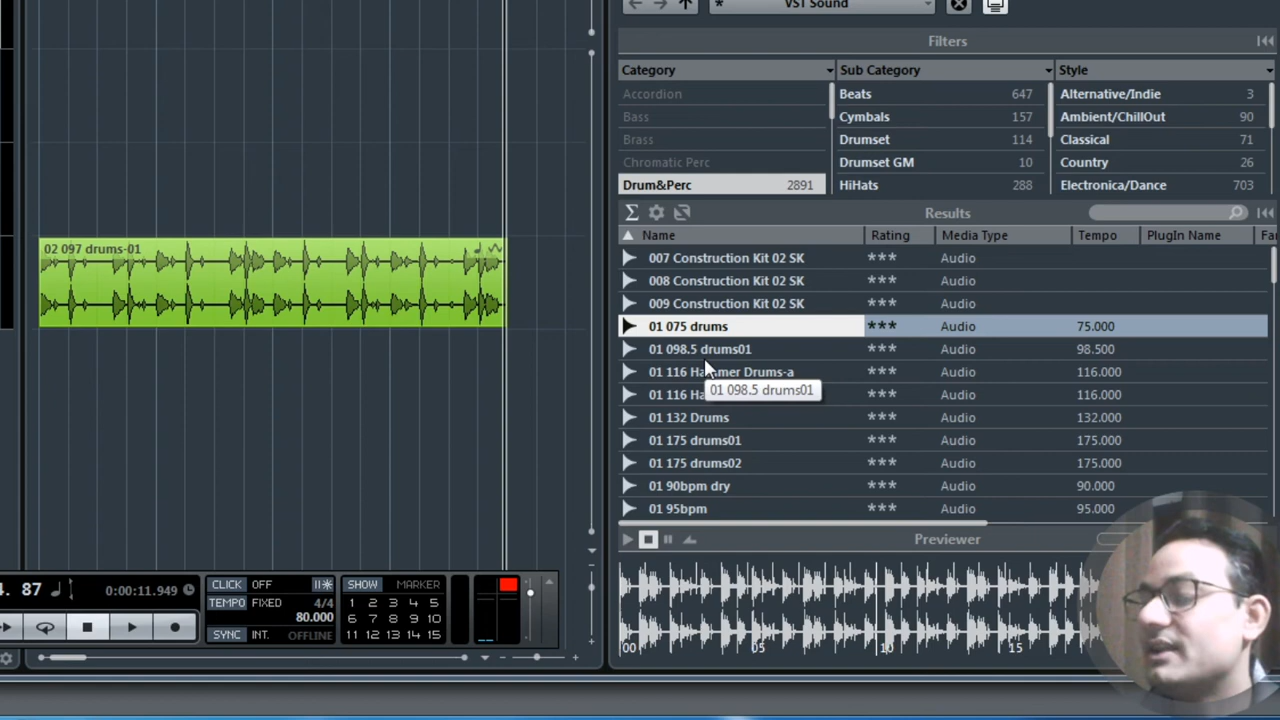 VST Sound
Filters
Category Sub Category Style
Accordion Beats 647 Alternative/Indie 3
Bass Cymbals 157 Ambient/ChillOut 90
Brass Drumset 114 Classical 71
Chromatic Perc Drumset GM 10 Country 26
Drum&Perc 2891 HiHats 288 Electronica/Dance 703
Results
Name Rating Media Type Tempo PlugIn Name Fa
007 Construction Kit 02 SK *** Audio
008 Construction Kit 02 SK *** Audio
009 Construction Kit 02 SK *** Audio
01 075 drums *** Audio 75.000
01 098.5 drums01 *** Audio 98.500
01 116 Hammer Drums-a *** Audio 116.000
01 116 Ha *** Audio 116.000
01 098.5 drums01
01 132 Drums *** Audio 132.000
01 175 drums01 *** Audio 175.000
01 175 drums02 *** Audio 175.000
01 90bpm dry *** Audio 90.000
01 95bpm *** Audio 95.000
Previewer
00 05 10 15
02 097 drums-01
4. 87 0:00:11.949
CLICK OFF
TEMPO FIXED 4/4
80.000
SYNC INT. OFFLINE
SHOW MARKER
1 2 3 4 5
6 7 8 9 10
11 12 13 14 15